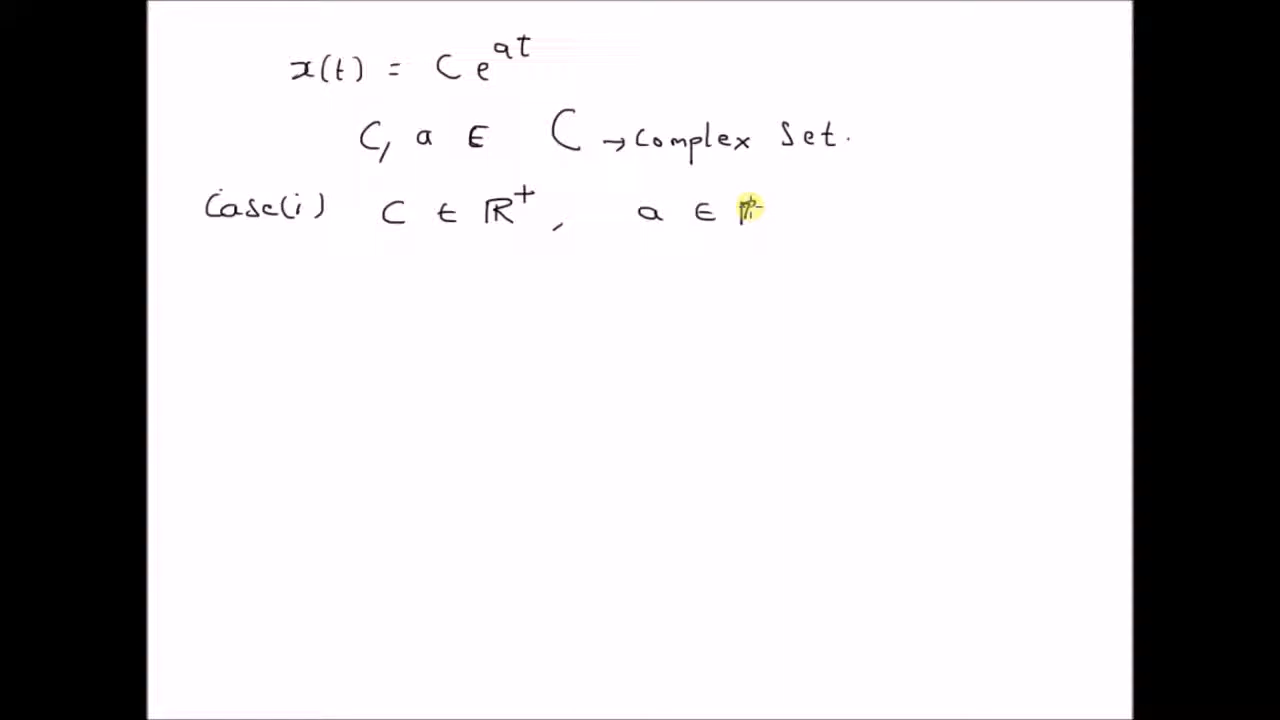 x(t) = C e^{at}
C, a ∈ C → Complex Set.
Case(i) C ∈ ℝ⁺, a ∈